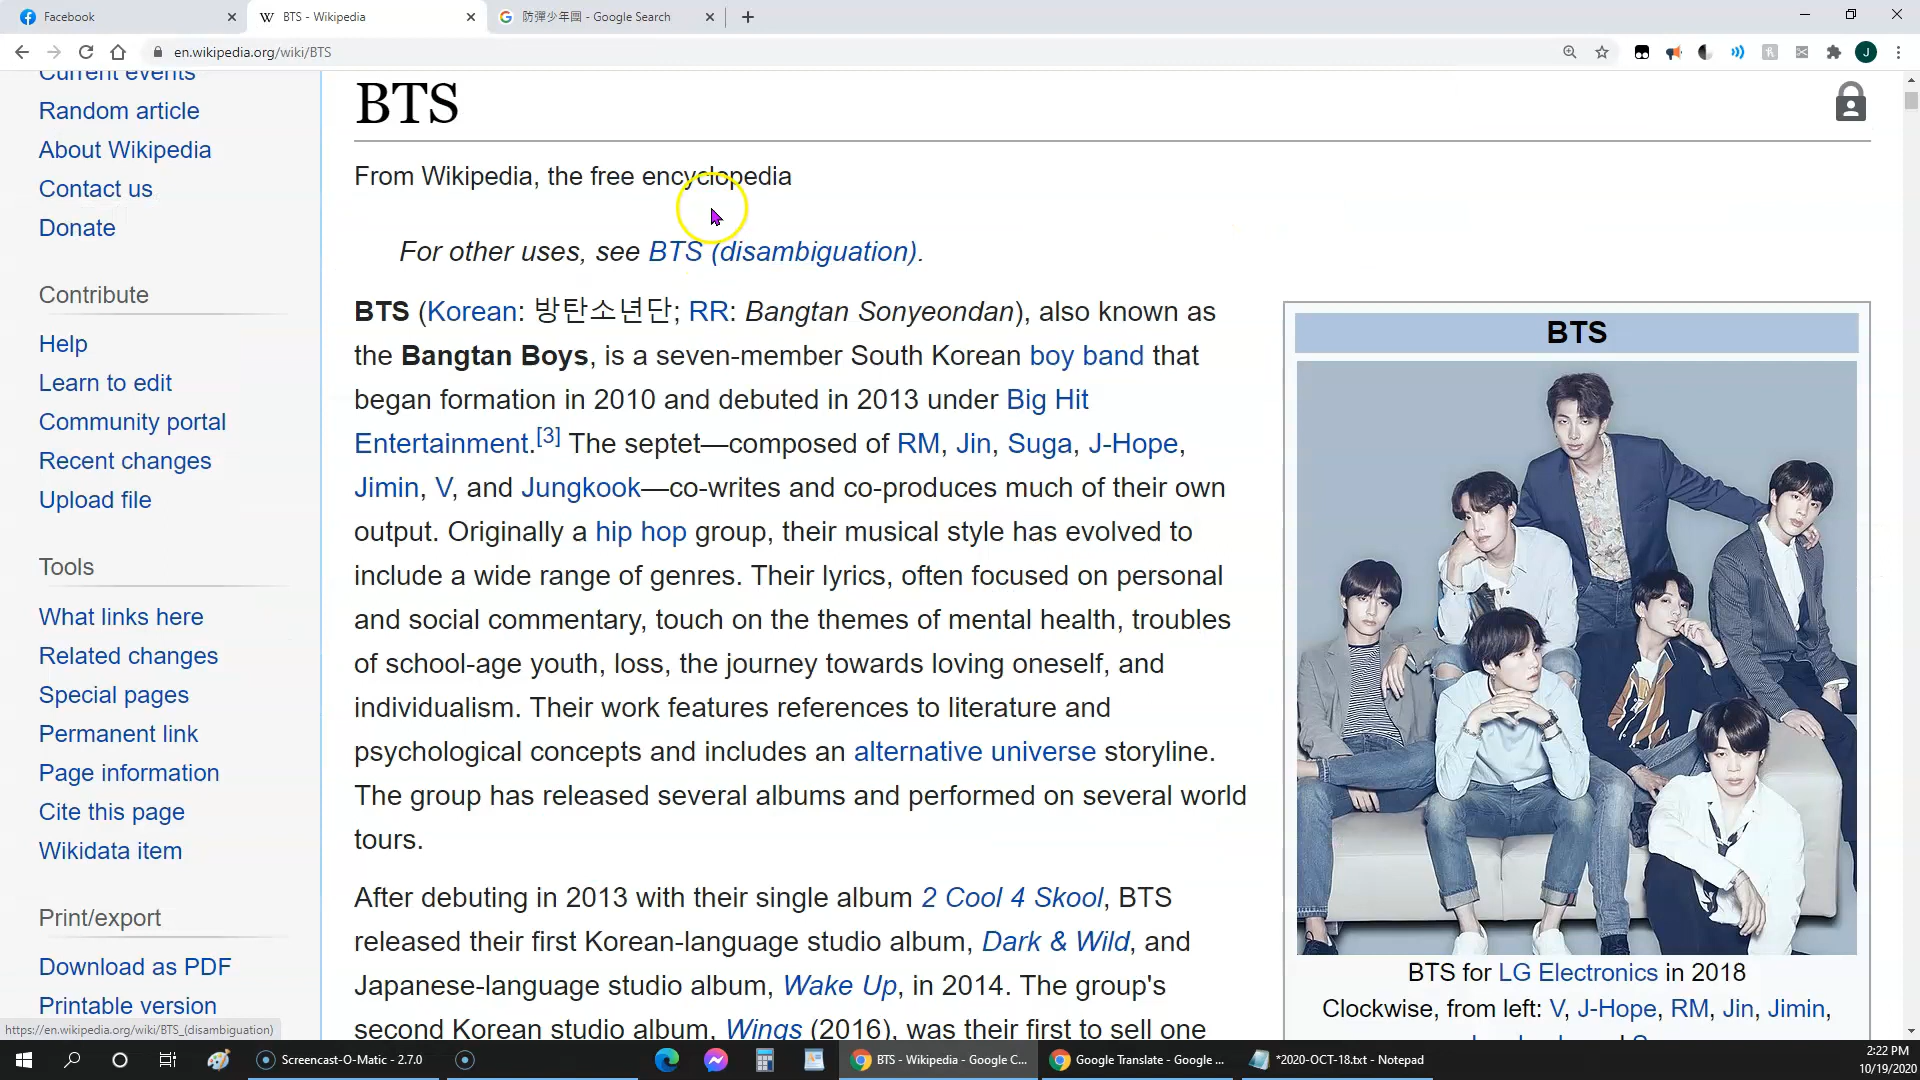 Facebook
BTS - Wikipedia
防彈少年團 - Google Search
en.wikipedia.org/wiki/BTS
J
Current events
Random article
About Wikipedia
Contact us
Donate
Contribute
Help
Learn to edit
Community portal
Recent changes
Upload file
Tools
What links here
Related changes
Special pages
Permanent link
Page information
Cite this page
Wikidata item
Print/export
Download as PDF
Printable version
https://en.wikipedia.org/wiki/BTS_(disambiguation)
BTS
From Wikipedia, the free encyclopedia
For other uses, see BTS (disambiguation).
BTS (Korean: 방탄소년단; RR: Bangtan Sonyeondan), also known as
the Bangtan Boys, is a seven-member South Korean boy band that
began formation in 2010 and debuted in 2013 under Big Hit
Entertainment.[3] The septet—composed of RM, Jin, Suga, J-Hope,
Jimin, V, and Jungkook—co-writes and co-produces much of their own
output. Originally a hip hop group, their musical style has evolved to
include a wide range of genres. Their lyrics, often focused on personal
and social commentary, touch on the themes of mental health, troubles
of school-age youth, loss, the journey towards loving oneself, and
individualism. Their work features references to literature and
psychological concepts and includes an alternative universe storyline.
The group has released several albums and performed on several world
tours.
After debuting in 2013 with their single album 2 Cool 4 Skool, BTS
released their first Korean-language studio album, Dark & Wild, and
Japanese-language studio album, Wake Up, in 2014. The group's
second Korean studio album, Wings (2016), was their first to sell one
BTS
BTS for LG Electronics in 2018
Clockwise, from left: V, J-Hope, RM, Jin, Jimin,
Screencast-O-Matic - 2.7.0
BTS - Wikipedia - Google C...
Google Translate - Google ...
*2020-OCT-18.txt - Notepad
2:22 PM
10/19/2020